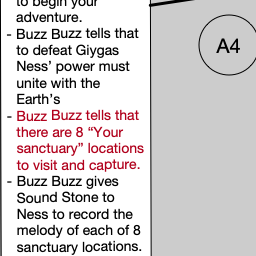 to begin your
adventure.
- Buzz Buzz tells that
to defeat Giygas
Ness' power must
unite with the
Earth's
- Buzz Buzz tells that
there are 8 "Your
sanctuary" locations
to visit and capture.
- Buzz Buzz gives
Sound Stone to
Ness to record the
melody of each of 8
sanctuary locations.
A4